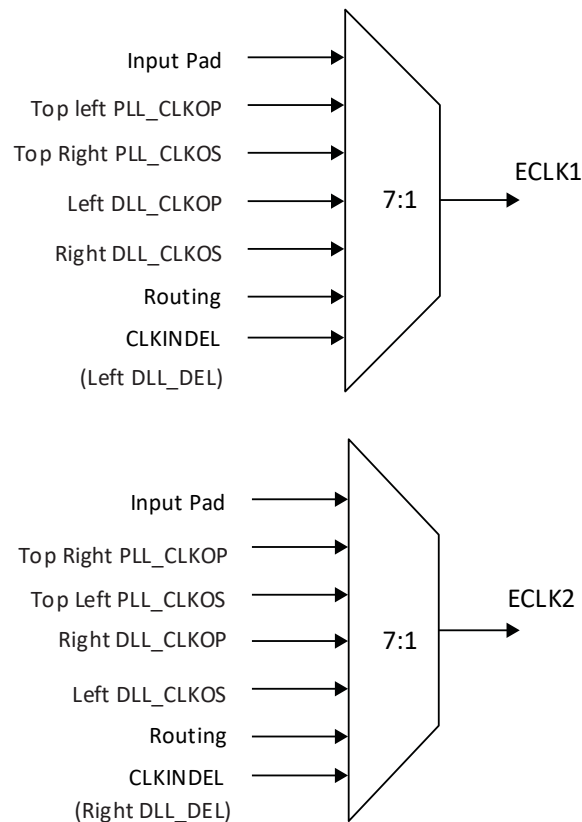 Input Pad
Top left PLL_CLKOP
Top Right PLL_CLKOS
Left DLL_CLKOP
Right DLL_CLKOS
Routing
CLKINDEL
(Left DLL_DEL)
7:1
ECLK1
Input Pad
Top Right PLL_CLKOP
Top Left PLL_CLKOS
Right DLL_CLKOP
Left DLL_CLKOS
Routing
CLKINDEL
(Right DLL_DEL)
7:1
ECLK2